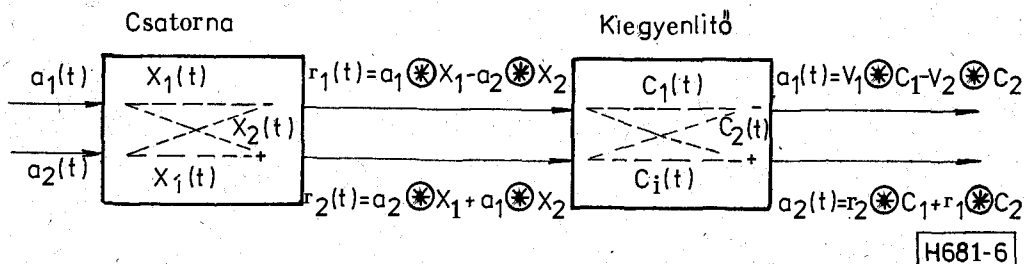 Csatorna
Kiegyenlítő
a₁(t)
X₁(t)
r₁(t)=a₁⊛X₁-a₂⊛X₂
C₁(t)
a₁(t)=V₁⊛C₁-V₂⊛C₂
-
-
X₂(t)
C₂(t)
+
+
a₂(t)
X₁(t)
r₂(t)=a₂⊛X₁+a₁⊛X₂
Cᵢ(t)
a₂(t)=r₂⊛C₁+r₁⊛C₂
H681-6